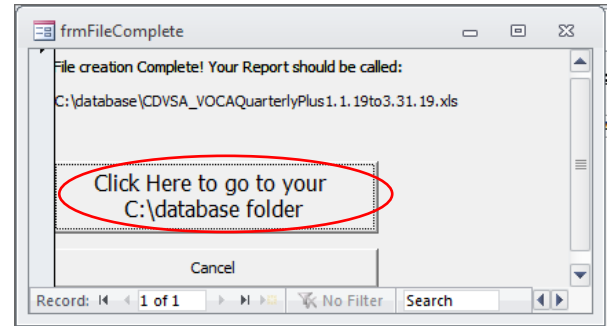 frmFileComplete
File creation Complete! Your Report should be called:
C:\database\CDVSA_VOCAQuarterlyPlus1.1.19to3.31.19.xls
Click Here to go to your
C:\database folder
Cancel
Record: 1 of 1 No Filter Search